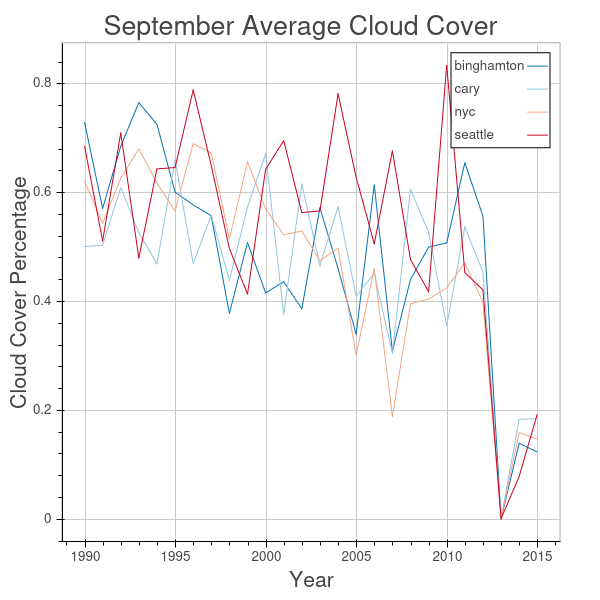 September Average Cloud Cover
binghamton
cary
nyc
seattle
Cloud Cover Percentage
0.8
0.6
0.4
0.2
0
1990 1995 2000 2005 2010 2015
Year